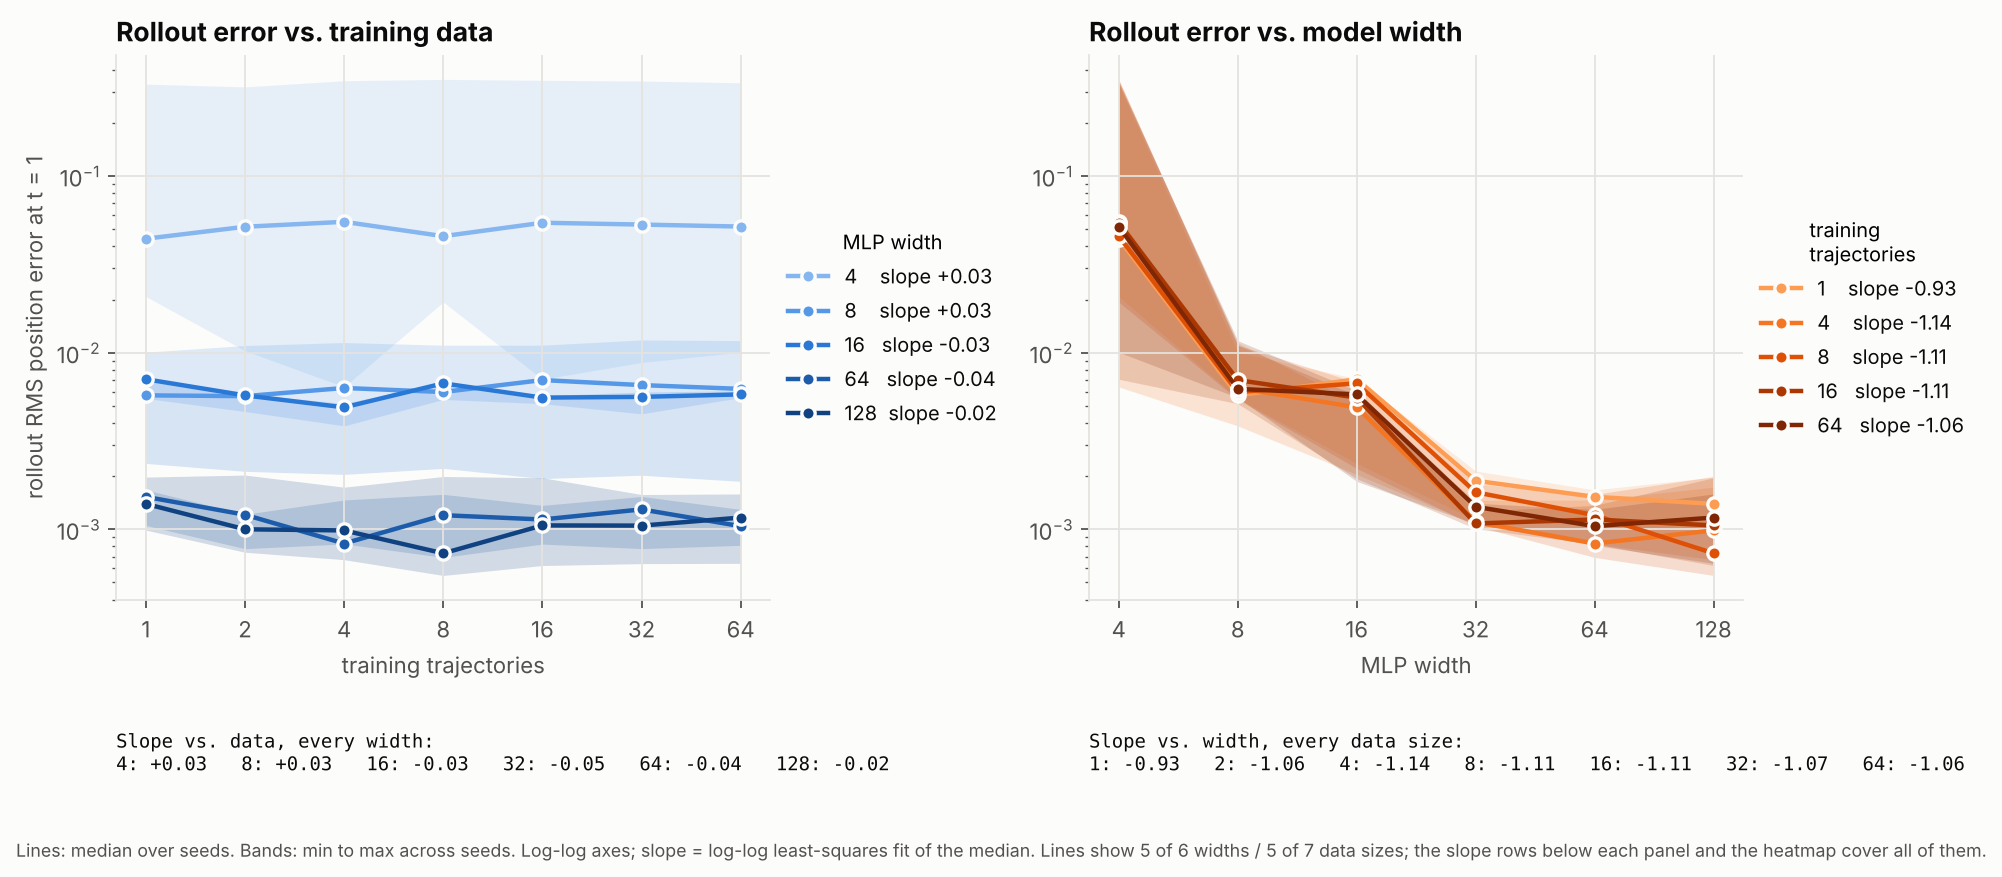 Rollout error vs. training data
rollout RMS position error at t = 1
10⁻¹
10⁻²
10⁻³
1 2 4 8 16 32 64
training trajectories
MLP width
4 slope +0.03
8 slope +0.03
16 slope -0.03
64 slope -0.04
128 slope -0.02
Slope vs. data, every width:
4: +0.03 8: +0.03 16: -0.03 32: -0.05 64: -0.04 128: -0.02
Rollout error vs. model width
10⁻¹
10⁻²
10⁻³
4 8 16 32 64 128
MLP width
training
trajectories
1 slope -0.93
4 slope -1.14
8 slope -1.11
16 slope -1.11
64 slope -1.06
Slope vs. width, every data size:
1: -0.93 2: -1.06 4: -1.14 8: -1.11 16: -1.11 32: -1.07 64: -1.06
Lines: median over seeds. Bands: min to max across seeds. Log-log axes; slope = log-log least-squares fit of the median. Lines show 5 of 6 widths / 5 of 7 data sizes; the slope rows below each panel and the heatmap cover all of them.